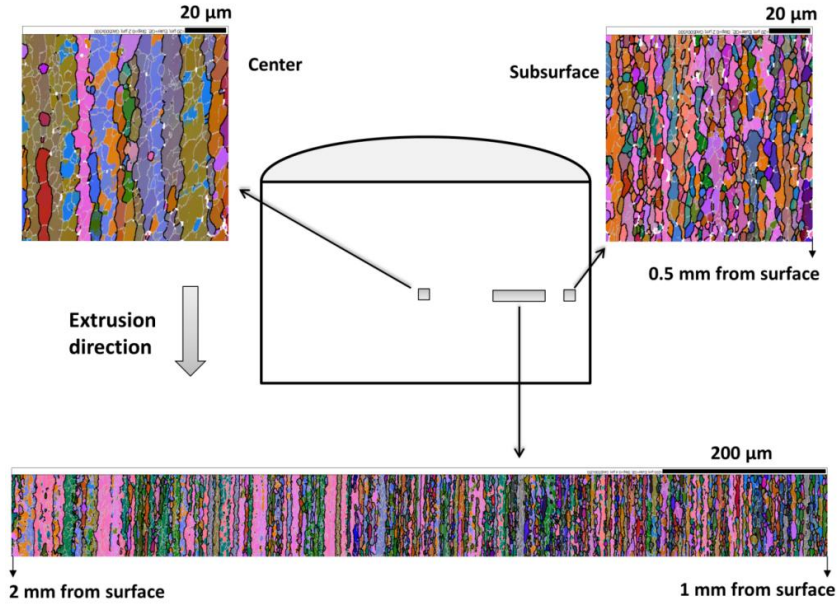 20 µm
20 µm
Center
Subsurface
0.5 mm from surface
Extrusion
direction
200 µm
2 mm from surface
1 mm from surface